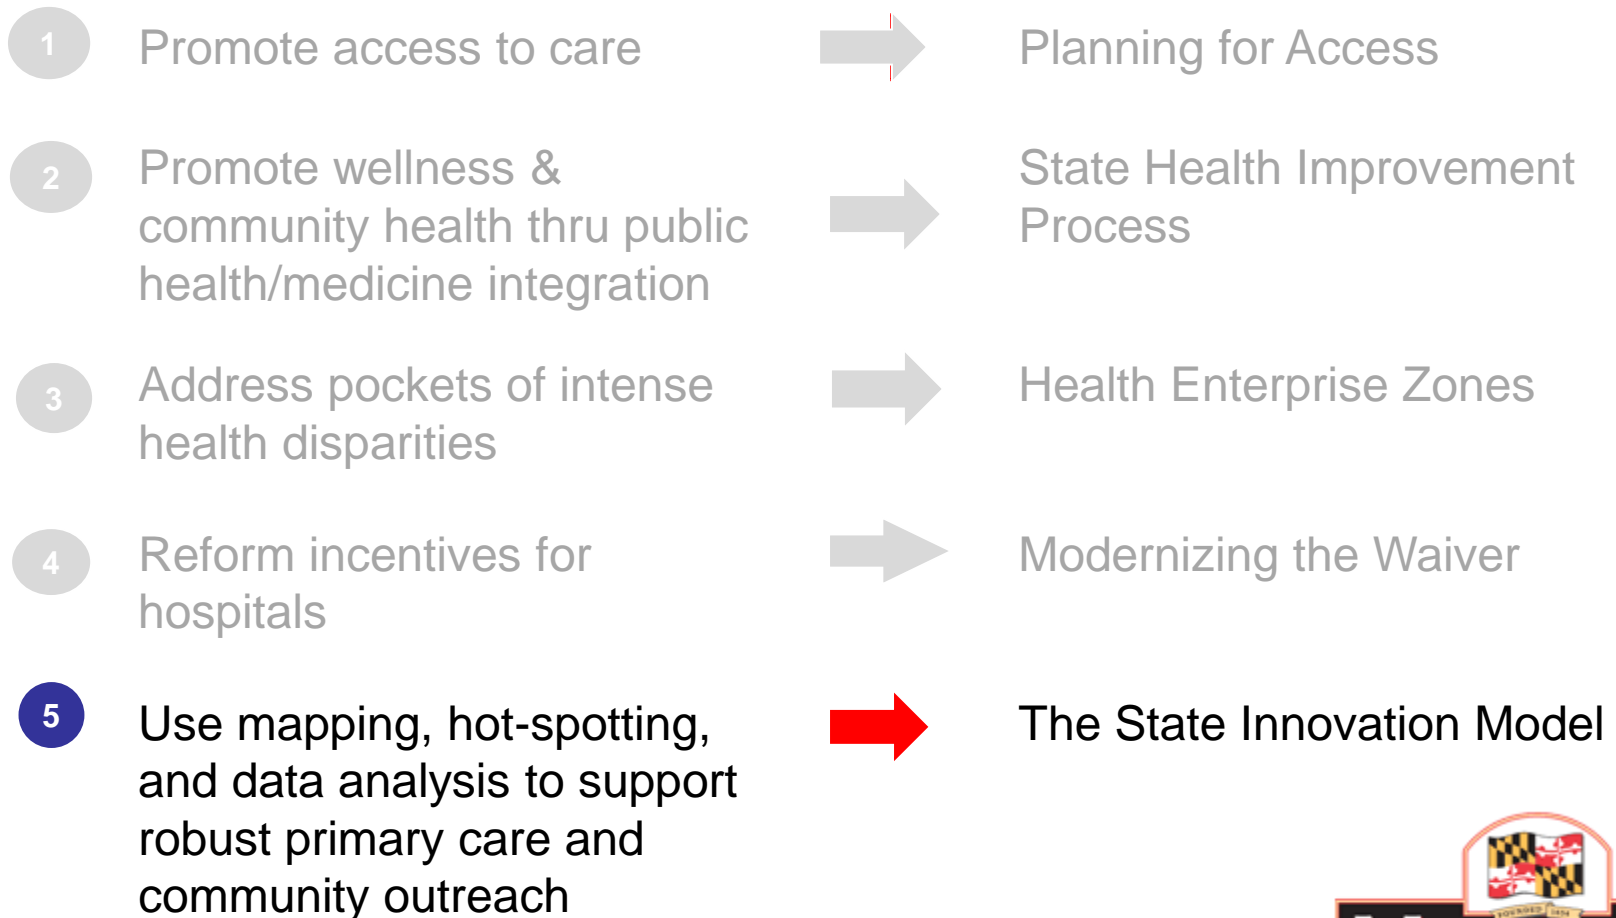 1 Promote access to care Planning for Access
2 Promote wellness & State Health Improvement
community health thru public Process
health/medicine integration
3 Address pockets of intense Health Enterprise Zones
health disparities
4 Reform incentives for Modernizing the Waiver
hospitals
5 Use mapping, hot-spotting, The State Innovation Model
and data analysis to support
robust primary care and
community outreach